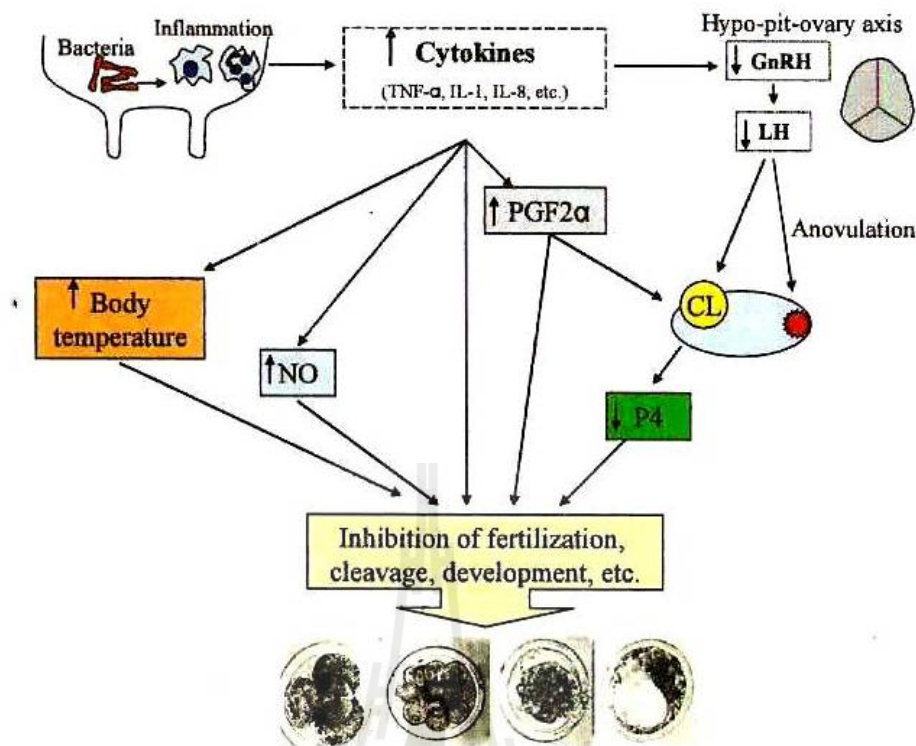 Hypo-pit-ovary axis
Inflammation
Bacteria
↑ Cytokines
(TNF-α, IL-1, IL-8, etc.)
↓ GnRH
↓ LH
↑ PGF2α
Anovulation
↑ Body
temperature
CL
↑ NO
↓ P4
Inhibition of fertilization,
cleavage, development, etc.